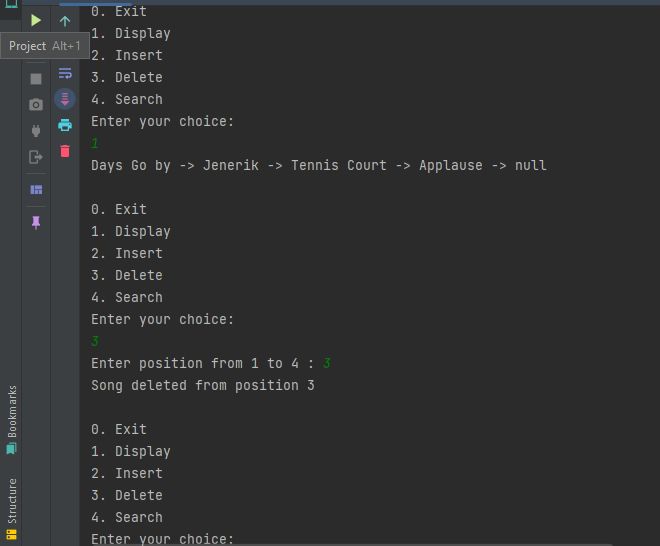 0. Exit
1. Display
Project Alt+1
2. Insert
3. Delete
4. Search
Enter your choice:
1
Days Go by -> Jenerik -> Tennis Court -> Applause -> null
0. Exit
1. Display
2. Insert
3. Delete
4. Search
Enter your choice:
3
Enter position from 1 to 4 : 3
Song deleted from position 3
0. Exit
1. Display
2. Insert
3. Delete
4. Search
Enter your choice:
Bookmarks
Structure